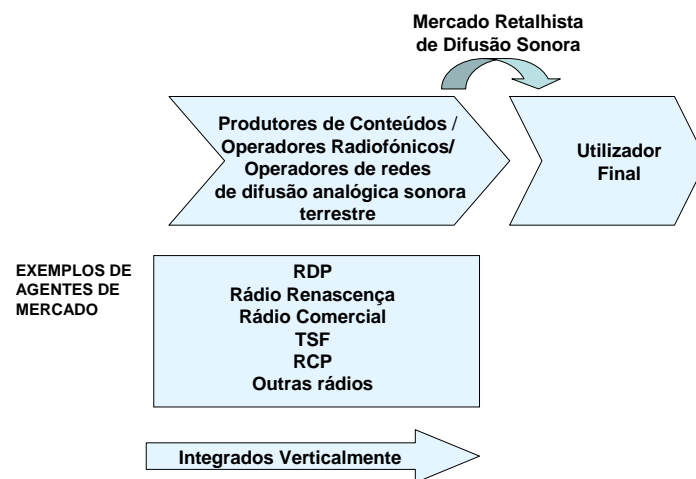 Mercado Retalhista
de Difusão Sonora
Produtores de Conteúdos /
Operadores Radiofónicos/
Operadores de redes
de difusão analógica sonora
terrestre
Utilizador
Final
EXEMPLOS DE
AGENTES DE
MERCADO
RDP
Rádio Renascença
Rádio Comercial
TSF
RCP
Outras rádios
Integrados Verticalmente